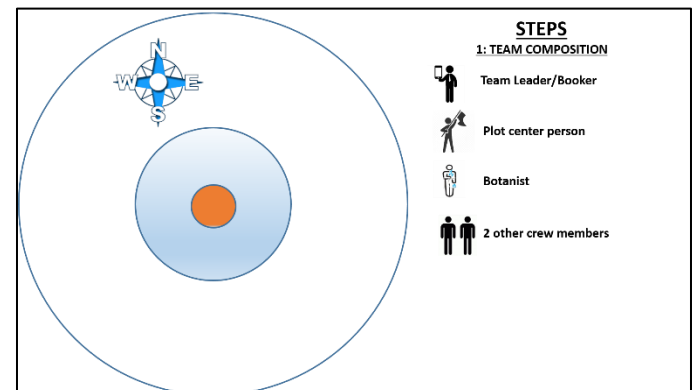 STEPS
1: TEAM COMPOSITION
N
W E
S
Team Leader/Booker
Plot center person
Botanist
2 other crew members